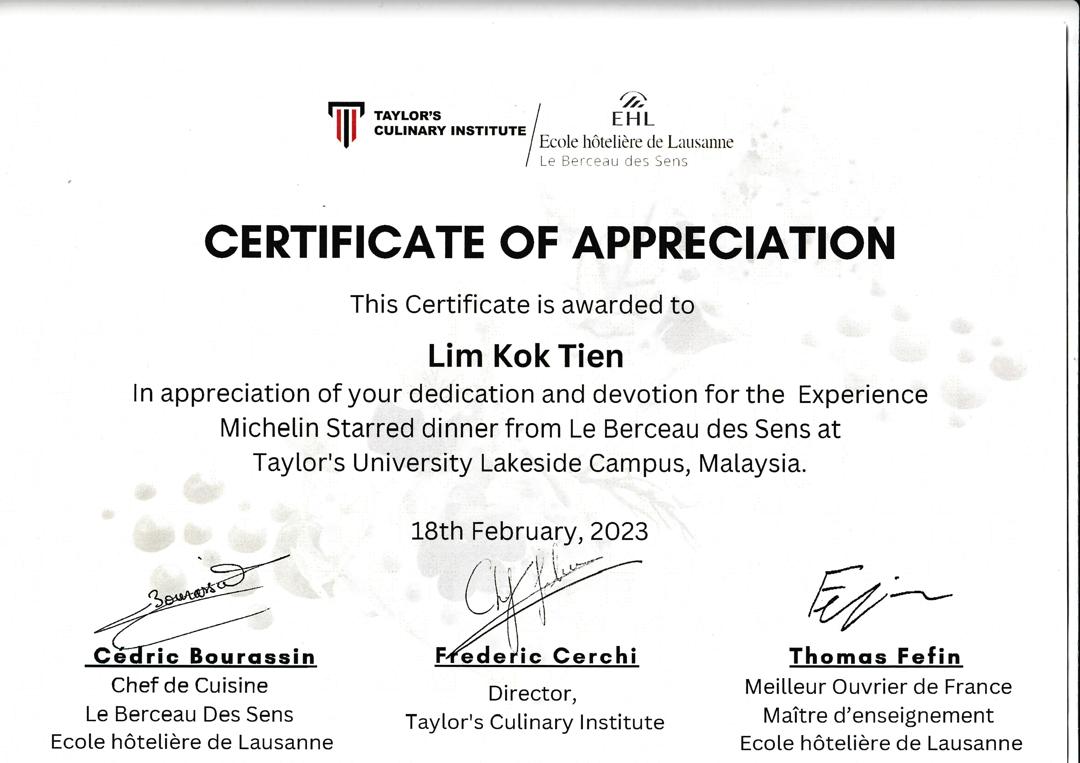 TAYLOR'S
CULINARY INSTITUTE
EHL
Ecole hôtelière de Lausanne
Le Berceau des Sens
CERTIFICATE OF APPRECIATION
This Certificate is awarded to
Lim Kok Tien
In appreciation of your dedication and devotion for the Experience
Michelin Starred dinner from Le Berceau des Sens at
Taylor's University Lakeside Campus, Malaysia.
18th February, 2023
Bourassin
Fefin
Cédric Bourassin
Chef de Cuisine
Le Berceau Des Sens
Ecole hôtelière de Lausanne
Frederic Cerchi
Director,
Taylor's Culinary Institute
Thomas Fefin
Meilleur Ouvrier de France
Maître d'enseignement
Ecole hôtelière de Lausanne